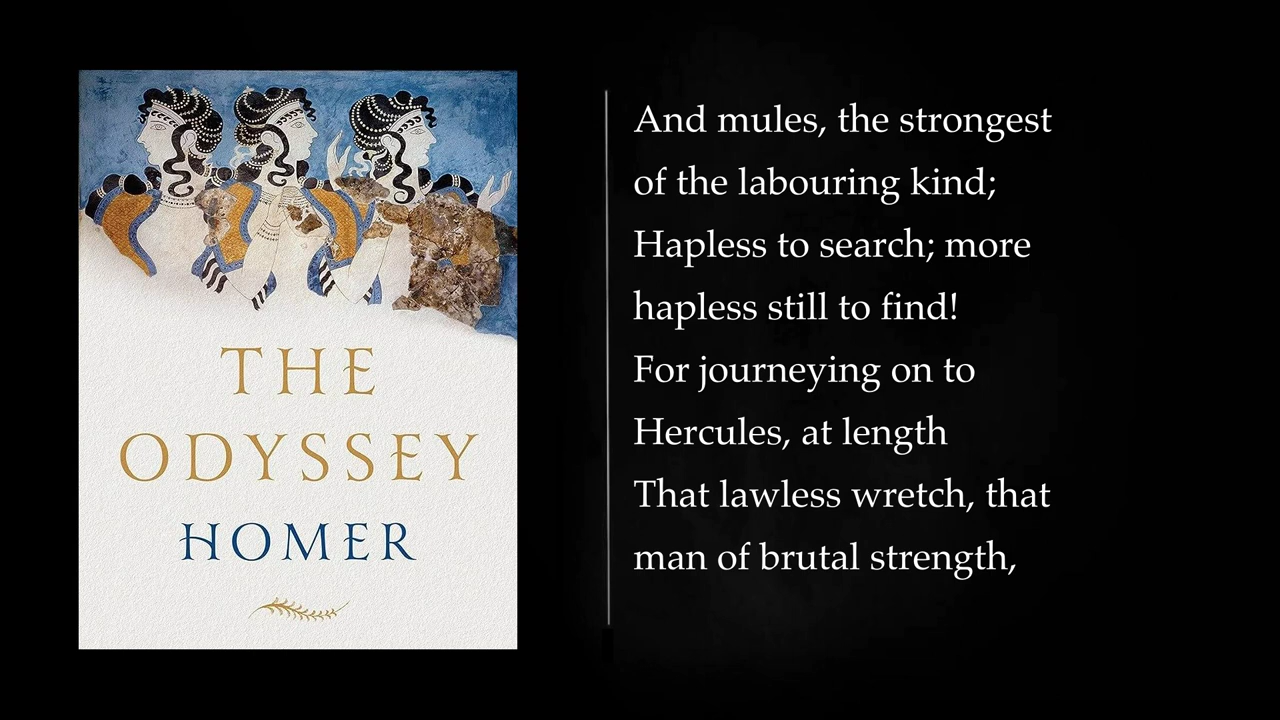 THE
ODYSSEY
HOMER
And mules, the strongest
of the labouring kind;
Hapless to search; more
hapless still to find!
For journeying on to
Hercules, at length
That lawless wretch, that
man of brutal strength,